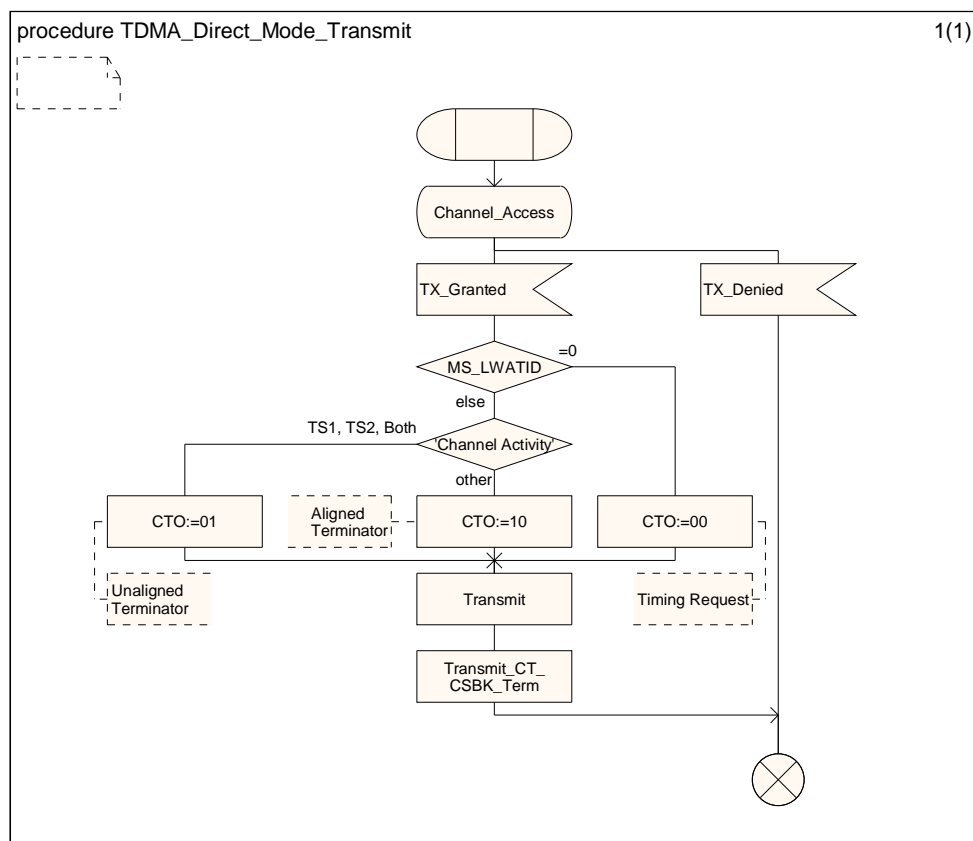 procedure TDMA_Direct_Mode_Transmit
1(1)
Channel_Access
TX_Granted
TX_Denied
=0
MS_LWATID
else
TS1, TS2, Both
'Channel Activity'
other
CTO:=01
Aligned
Terminator
CTO:=10
CTO:=00
Unaligned
Terminator
Transmit
Timing Request
Transmit_CT_
CSBK_Term